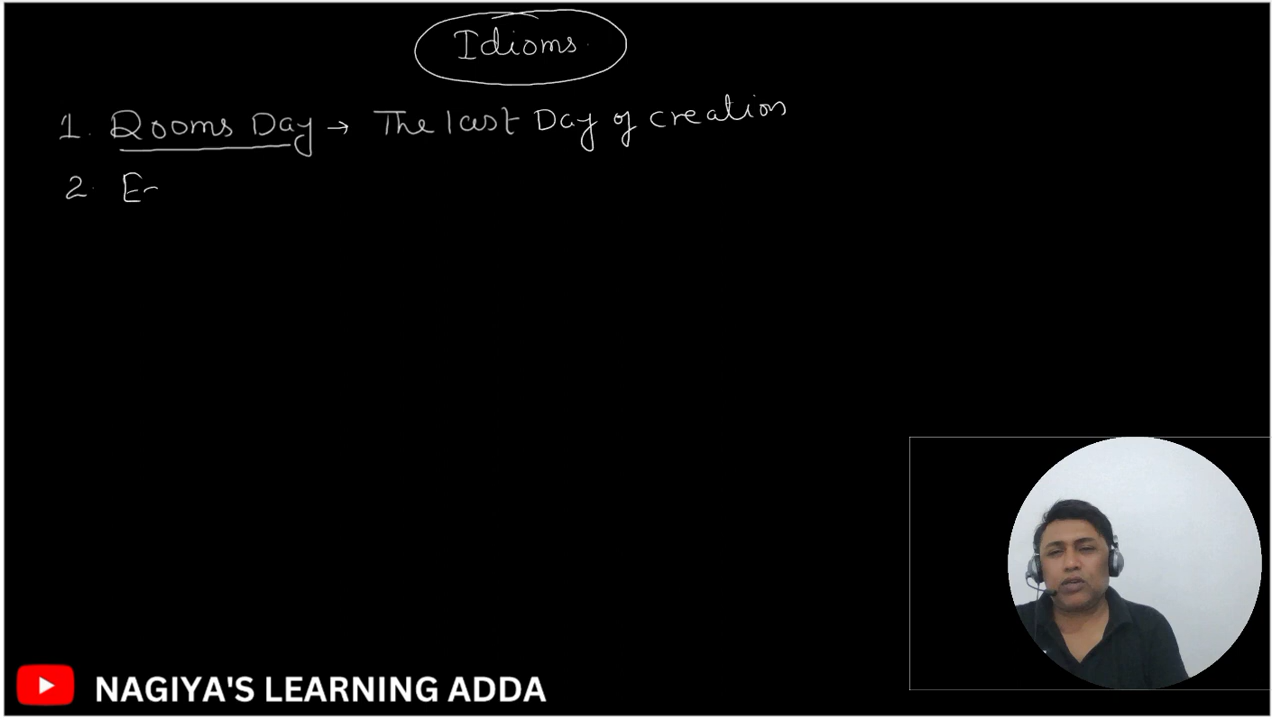 Idioms
1. Dooms Day → The last Day of creation
2. E
NAGIYA'S LEARNING ADDA